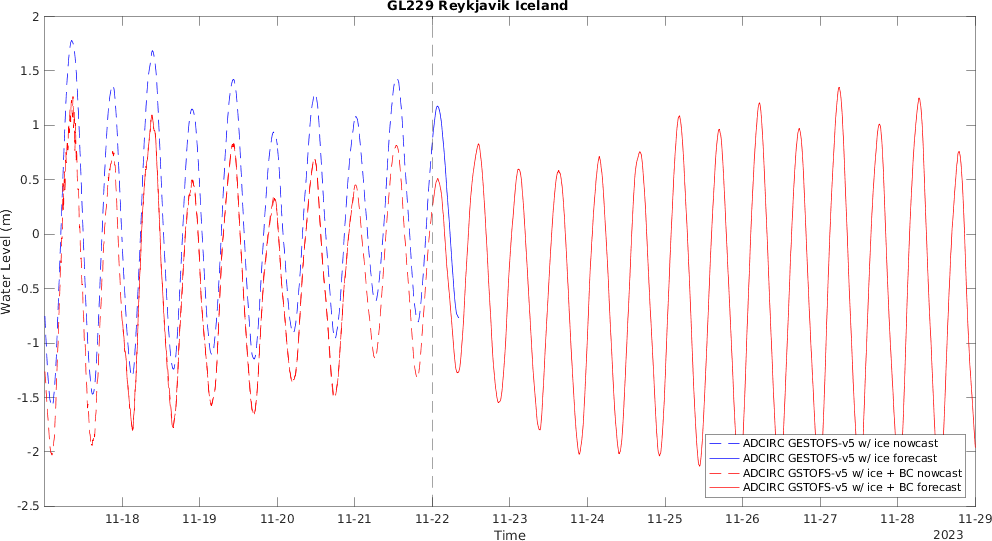 GL229 Reykjavik Iceland
2
1.5
1
0.5
0
-0.5
-1
-1.5
-2
-2.5
Water Level (m)
ADCIRC GESTOFS-v5 w/ ice nowcast
ADCIRC GESTOFS-v5 w/ ice forecast
ADCIRC GSTOFS-v5 w/ ice + BC nowcast
ADCIRC GSTOFS-v5 w/ ice + BC forecast
11-18 11-19 11-20 11-21 11-22 11-23 11-24 11-25 11-26 11-27 11-28 11-29
Time
2023